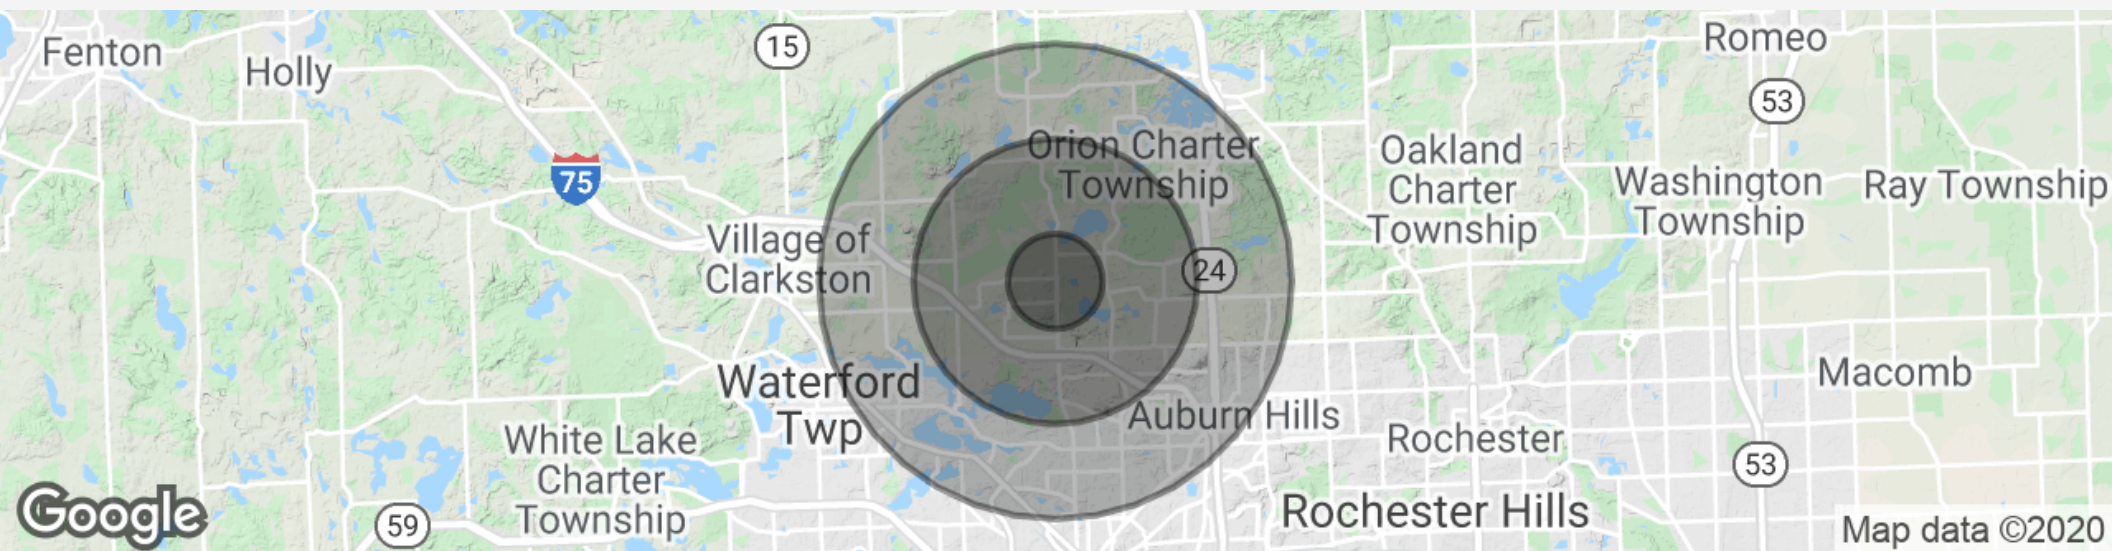 Fenton
Holly
15
Romeo
53
75
Orion Charter
Township
Oakland
Charter
Township
Washington
Township
Ray Township
Village of
Clarkston
24
Waterford
Twp
Auburn Hills
Macomb
White Lake
Charter
Township
Rochester
53
Rochester Hills
59
Google
Map data ©2020